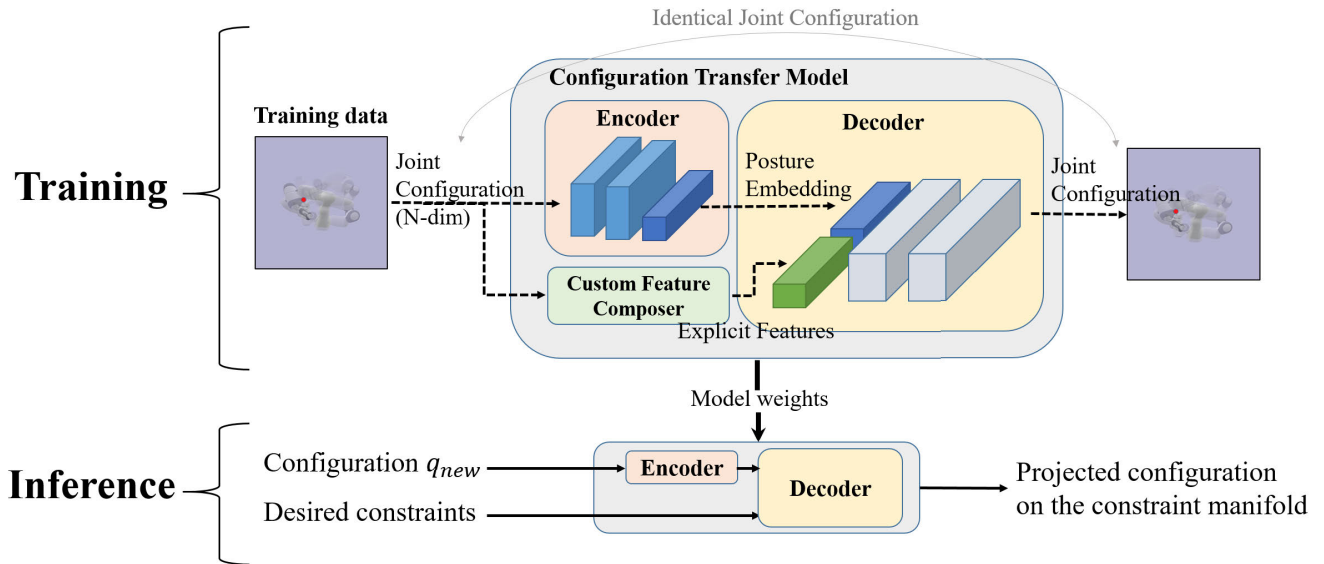 Identical Joint Configuration
Training
Training data
Joint
Configuration
(N-dim)
Configuration Transfer Model
Encoder
Custom Feature
Composer
Posture
Embedding
Decoder
Explicit Features
Joint
Configuration
Model weights
Inference
Configuration q_new
Desired constraints
Encoder
Decoder
Projected configuration
on the constraint manifold